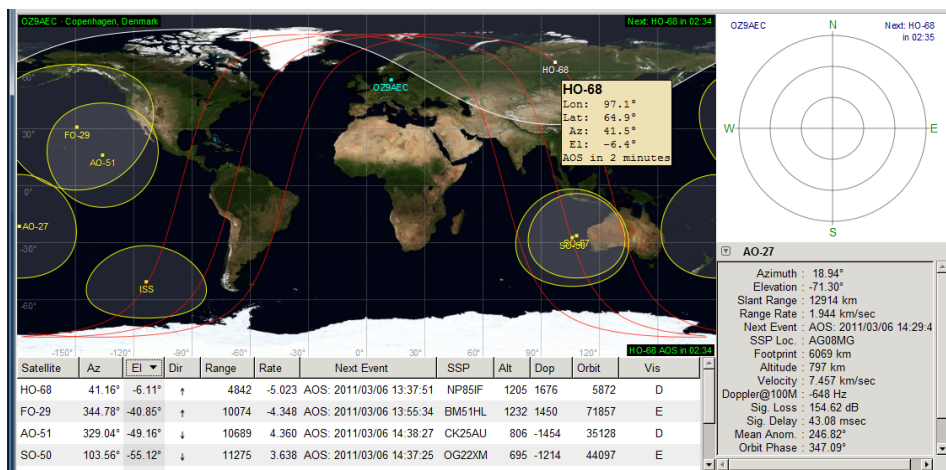 OZ9AEC - Copenhagen, Denmark
Next: HO-68 in 02:34
HO-68
OZ9AEC
HO-68
Lon: 97.1°
Lat: 64.9°
Az: 41.5°
El: -6.4°
AOS in 2 minutes
FO-29
AO-51
AO-27
ISS
SO-50
60°
30°
0°
-30°
-60°
-150° -120° -90° -60° -30° 0° 30° 60° 90° 120°
HO-68 AOS in 02:34
OZ9AEC
Next: HO-68
in 02:35
N
W
E
S
AO-27
Azimuth : 18.94°
Elevation : -71.30°
Slant Range : 12914 km
Range Rate : 1.944 km/sec
Next Event : AOS: 2011/03/06 14:29:4
SSP Loc. : AG08MG
Footprint : 6069 km
Altitude : 797 km
Velocity : 7.457 km/sec
Doppler@100M : -648 Hz
Sig. Loss : 154.62 dB
Sig. Delay : 43.08 msec
Mean Anom. : 246.82°
Orbit Phase : 347.09°
Satellite Az El Dir Range Rate Next Event SSP Alt Dop Orbit Vis
HO-68 41.16° -6.11° ↑ 4842 -5.023 AOS: 2011/03/06 13:37:51 NP85IF 1205 1676 5872 D
FO-29 344.78° -40.85° ↑ 10074 -4.348 AOS: 2011/03/06 13:55:34 BM51HL 1232 1450 71857 E
AO-51 329.04° -49.16° ↓ 10689 4.360 AOS: 2011/03/06 14:38:27 CK25AU 806 -1454 35128 D
SO-50 103.56° -55.12° ↓ 11275 3.638 AOS: 2011/03/06 14:37:25 OG22XM 695 -1214 44097 E